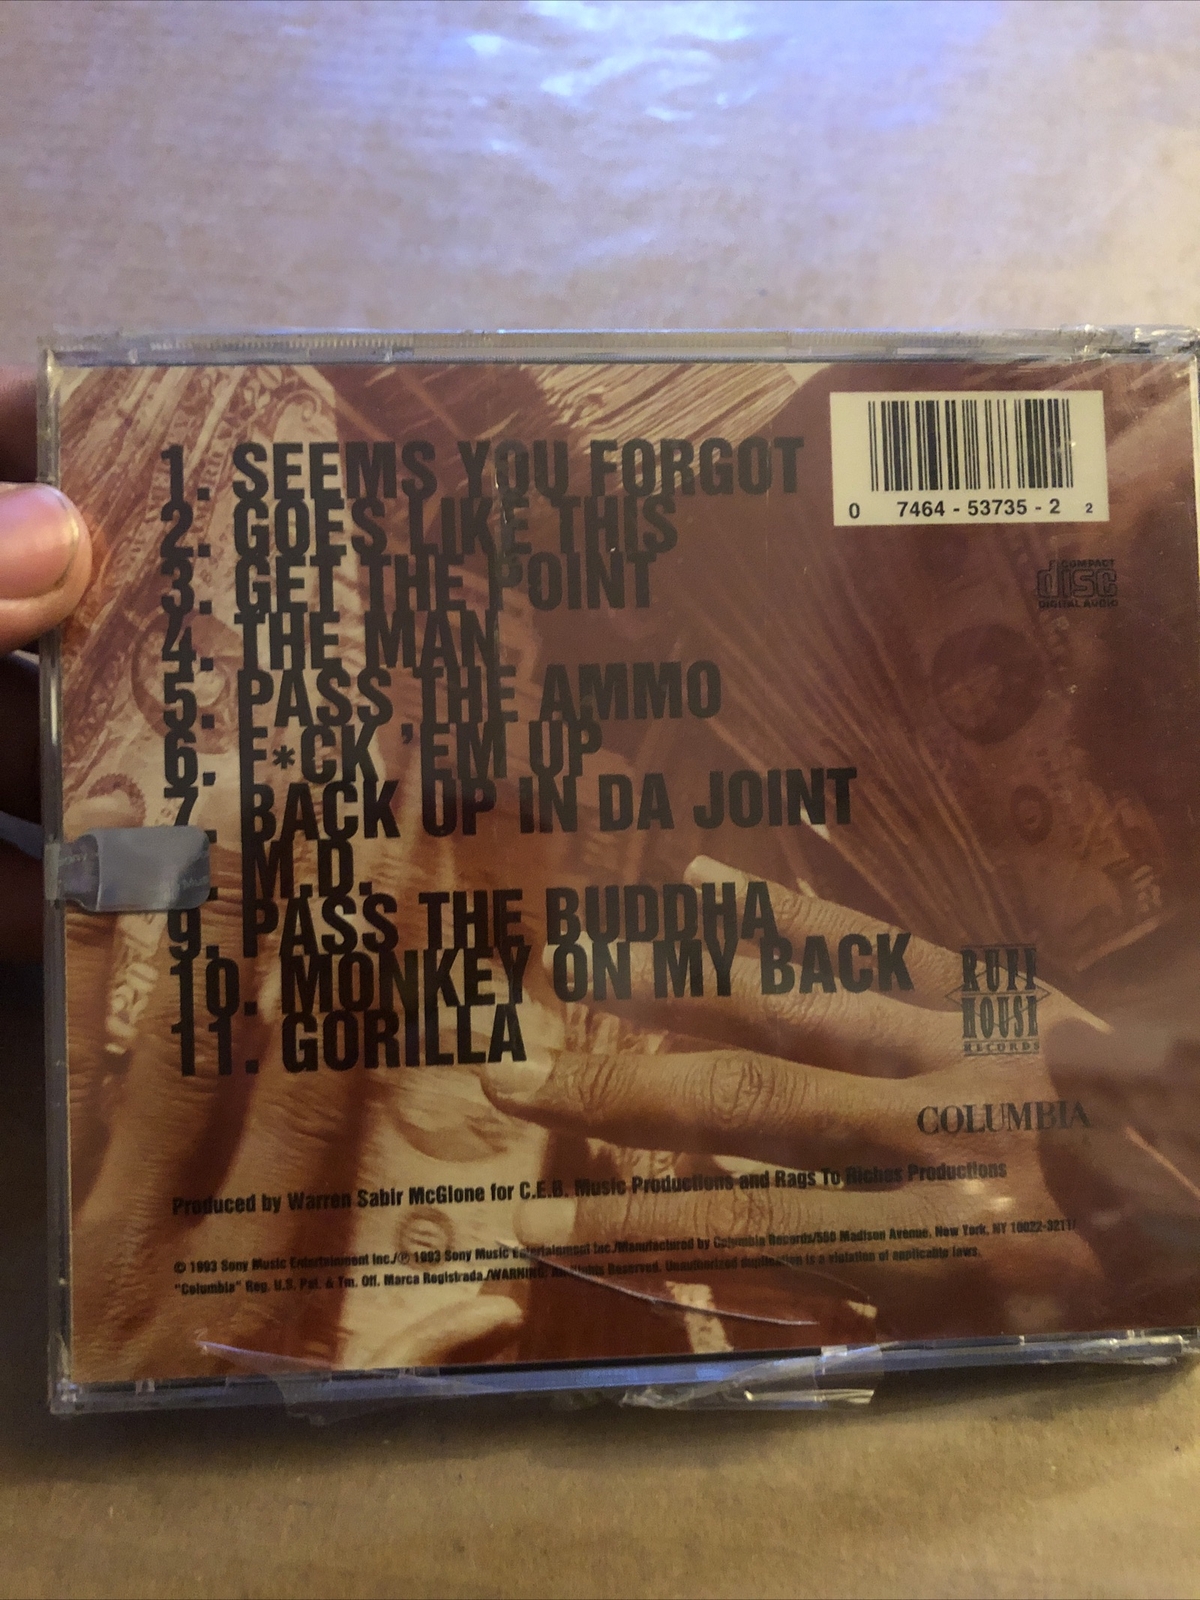 1. SEEMS YOU FORGOT
2. GOES LIKE THIS
3. GET THE POINT
4. THE MAN
5. PASS THE AMMO
6. F*CK 'EM UP
7. BACK UP IN DA JOINT
. M.D.
9. PASS THE BUDDHA
10. MONKEY ON MY BACK
11. GORILLA
0 7464 - 53735 - 2 2
COMPACT
disc
DIGITAL AUDIO
RUFF
HOUSE
RECORDS
COLUMBIA
Produced by Warren Sabir McGlone for C.E.B. Music Productions and Rags To Riches Productions
© 1993 Sony Music Entertainment Inc./℗ 1993 Sony Music Entertainment Inc./Manufactured by Columbia Records/550 Madison Avenue, New York, NY 10022-3211/
"Columbia" Reg. U.S. Pat. & Tm. Off. Marca Registrada./WARNING: All Rights Reserved. Unauthorized duplication is a violation of applicable laws.